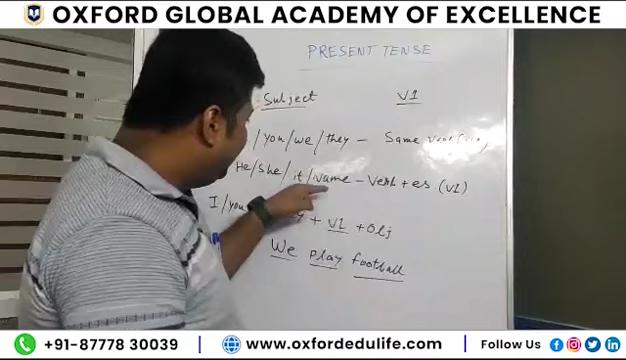 OXFORD GLOBAL ACADEMY OF EXCELLENCE
PRESENT TENSE
Subject V1
/you/we/they - Same verb
He/She/it/Name - Verb + es (V1)
I/you + V1 + Obj
We play football
+91-87778 30039 www.oxfordedulife.com Follow Us